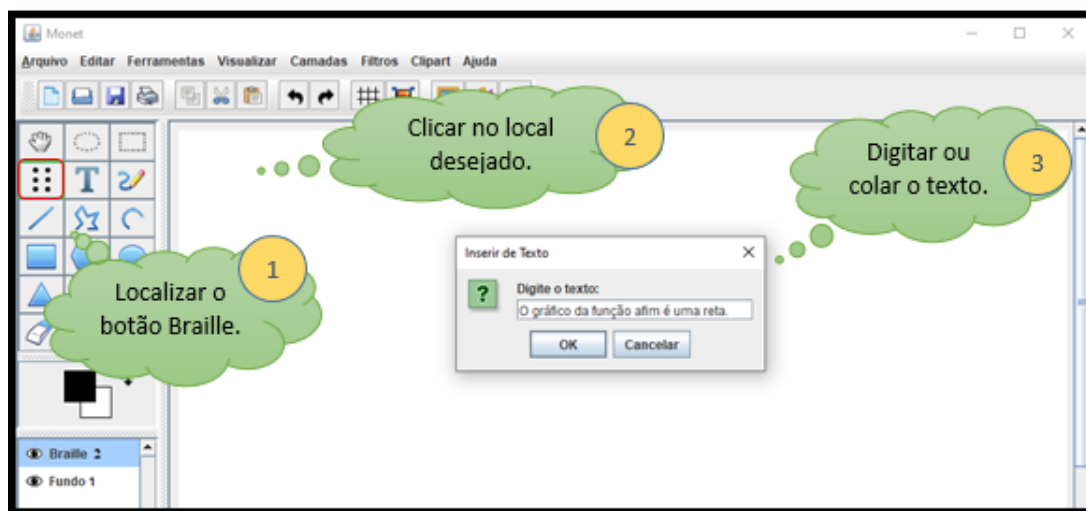 Monet
Arquivo Editar Ferramentas Visualizar Camadas Filtros Clipart Ajuda
Clicar no local
desejado.
2
Digitar ou
colar o texto.
3
T
Inserir de Texto
Digite o texto:
?
O gráfico da função afim é uma reta.
OK Cancelar
1
Localizar o
botão Braille.
Braille 2
Fundo 1